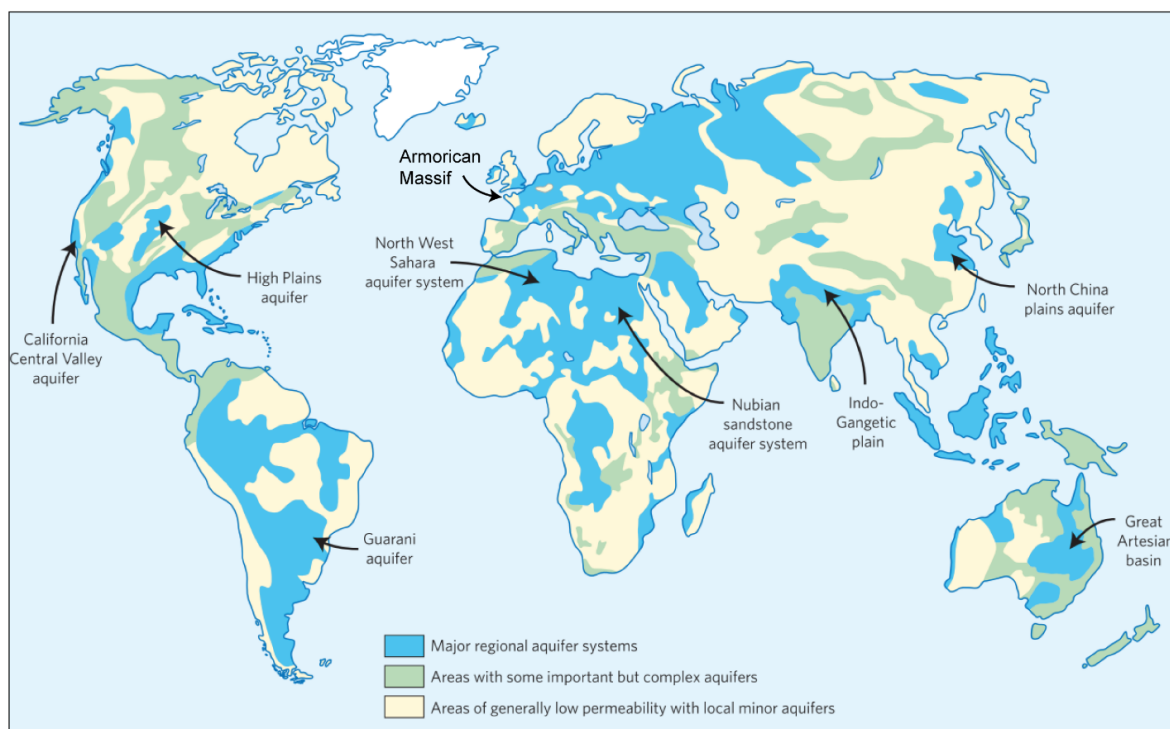 Armorican
Massif
North West
Sahara
aquifer system
High Plains
aquifer
California
Central Valley
aquifer
North China
plains aquifer
Indo-
Gangetic
plain
Nubian
sandstone
aquifer system
Guarani
aquifer
Great
Artesian
basin
Major regional aquifer systems
Areas with some important but complex aquifers
Areas of generally low permeability with local minor aquifers